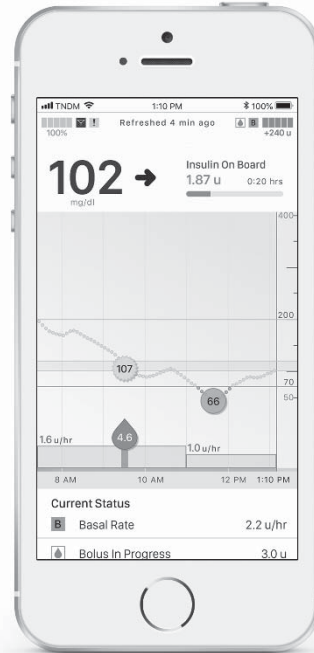 TNDM 1:10 PM 100%
100% Refreshed 4 min ago B +240 u
!
102
mg/dl
Insulin On Board
1.87 u 0:20 hrs
400
200
107
70
66
50
4.6
1.6 u/hr
1.0 u/hr
8 AM 10 AM 12 PM 1:10 PM
Current Status
B Basal Rate 2.2 u/hr
Bolus In Progress 3.0 u